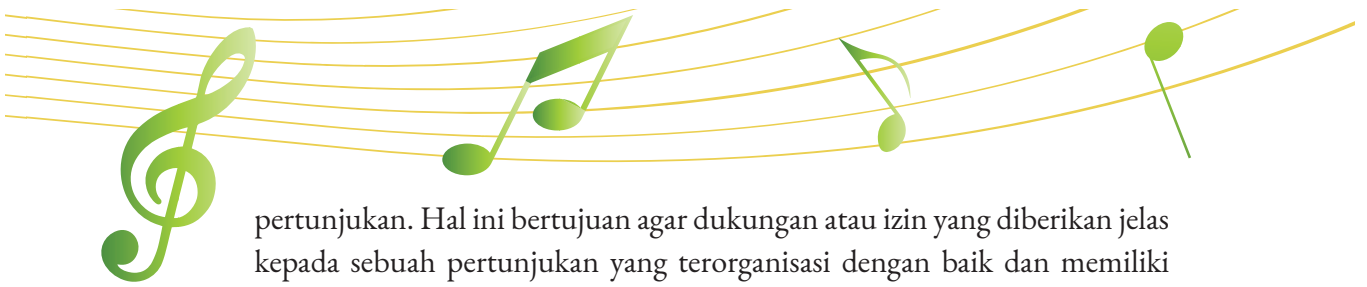 pertunjukan. Hal ini bertujuan agar dukungan atau izin yang diberikan jelas
kepada sebuah pertunjukan yang terorganisasi dengan baik dan memiliki